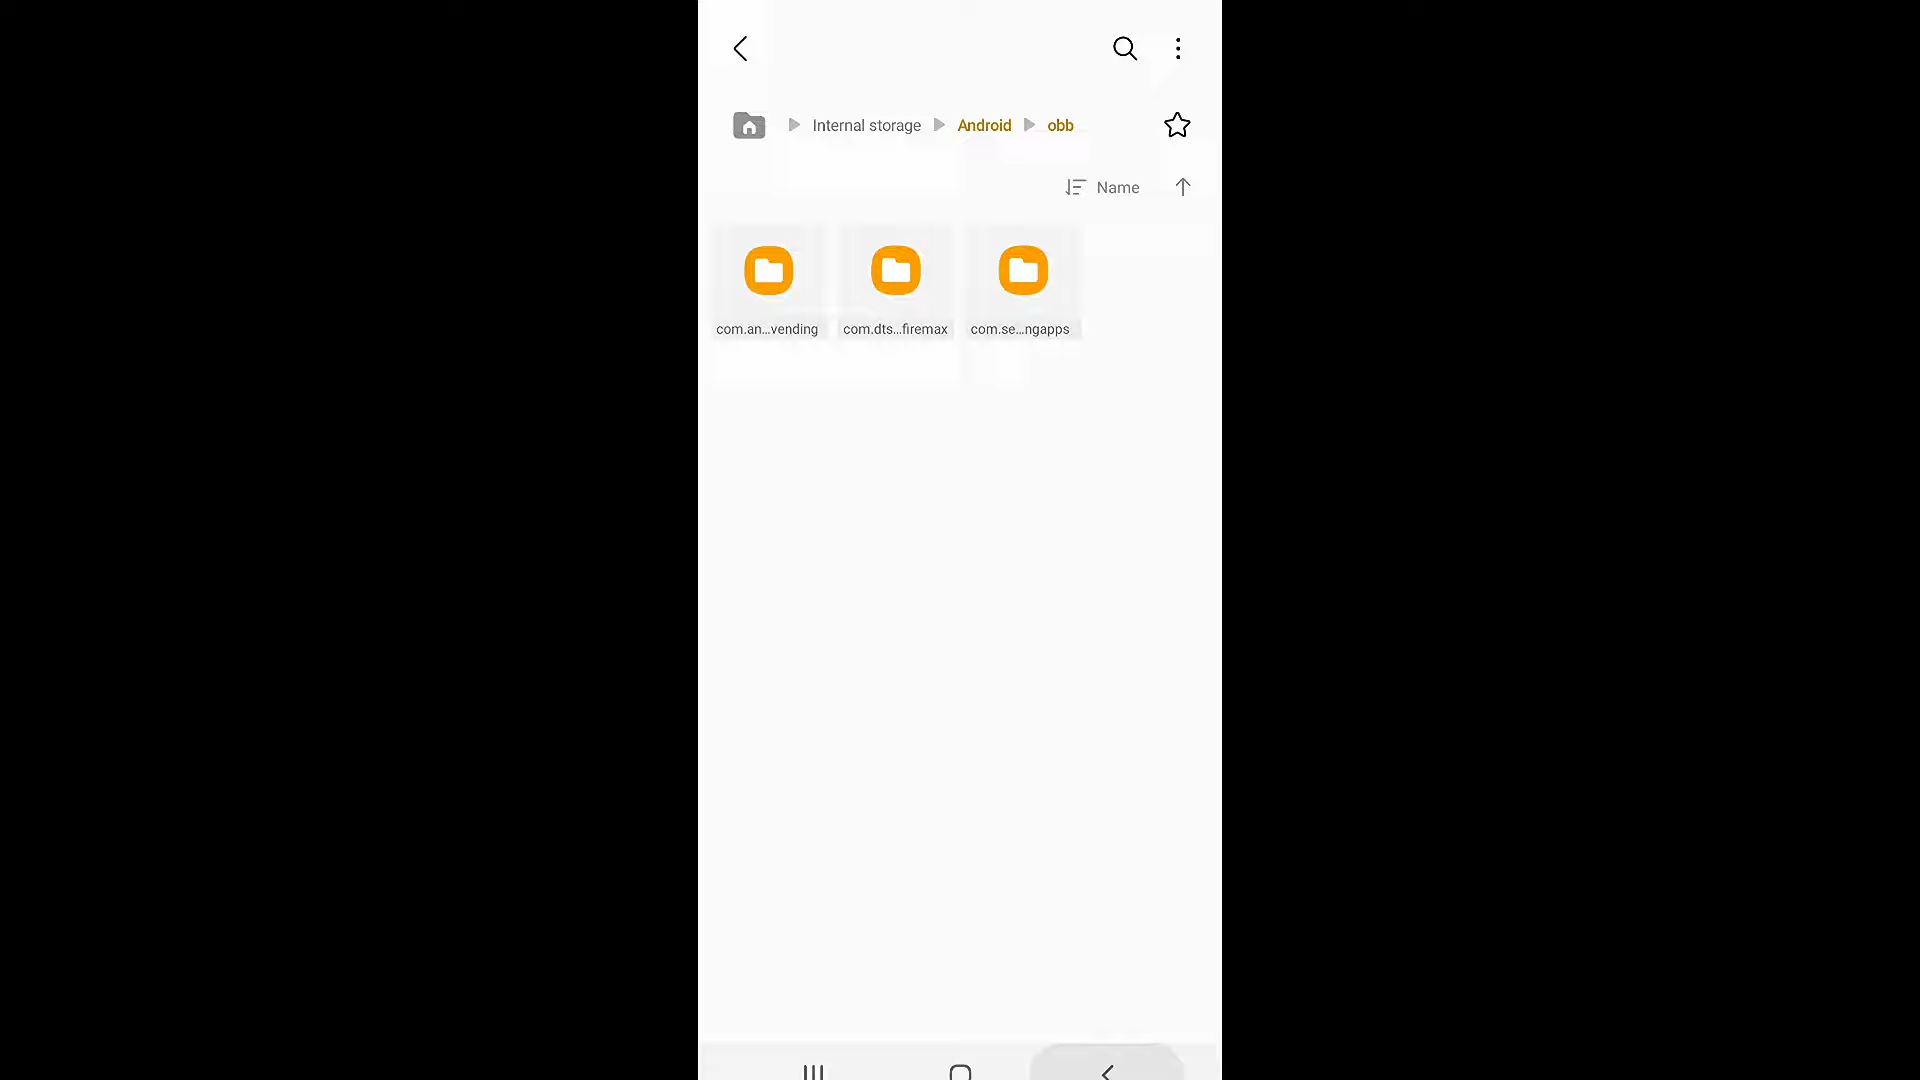 Internal storage Android obb
Name
com.an...vending com.dts...firemax com.se...ngapps